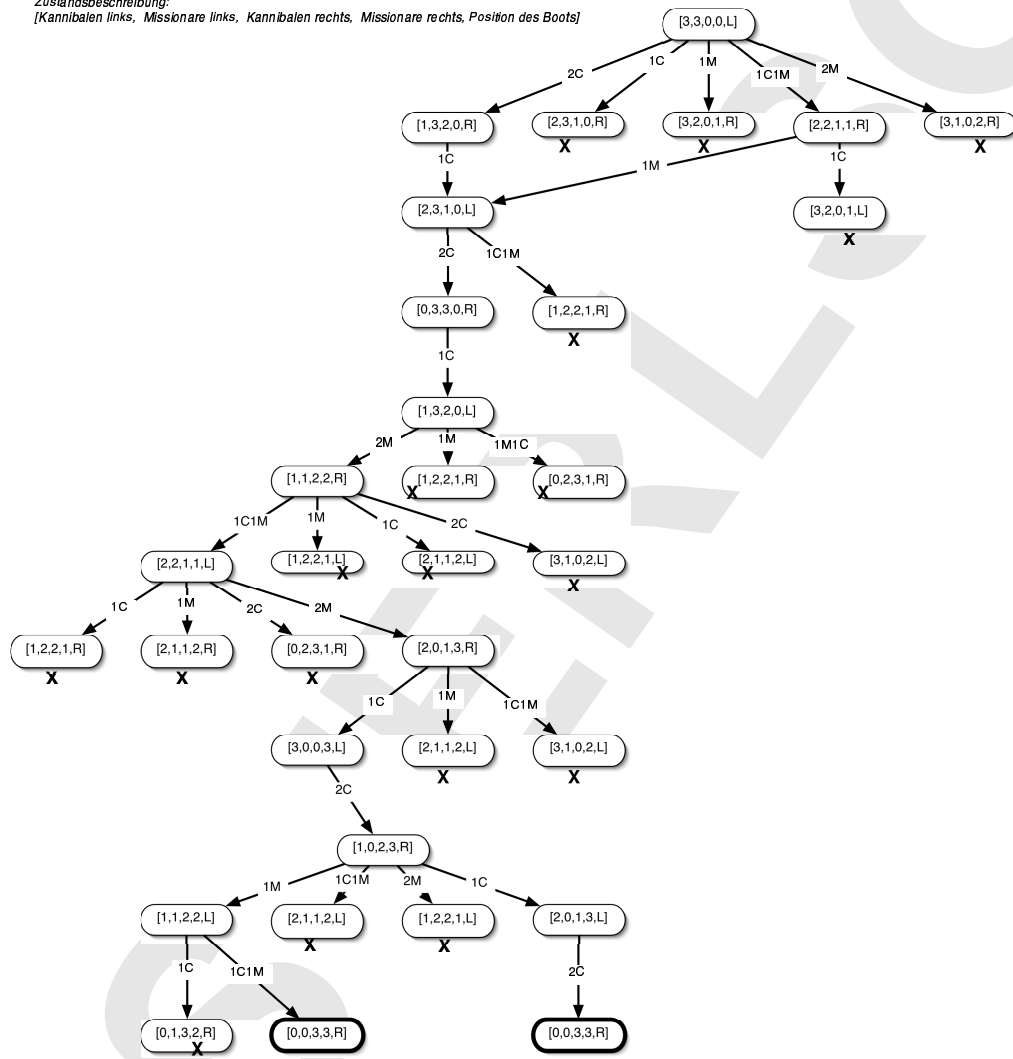 Zustandsbeschreibung:
[Kannibalen links, Missionare links, Kannibalen rechts, Missionare rechts, Position des Boots]
[3,3,0,0,L]
2C 1C 1M 1C1M 2M
[1,3,2,0,R] [2,3,1,0,R] [3,2,0,1,R] [2,2,1,1,R] [3,1,0,2,R]
X X X
1C 1M 1C
[2,3,1,0,L] [3,2,0,1,L]
X
2C 1C1M
[0,3,3,0,R] [1,2,2,1,R]
X
1C
[1,3,2,0,L]
2M 1M 1M1C
[1,1,2,2,R] [1,2,2,1,R] [0,2,3,1,R]
X X
1C1M 1M 1C 2C
[2,2,1,1,L] [1,2,2,1,L] [2,1,1,2,L] [3,1,0,2,L]
X X X
1C 1M 2C 2M
[1,2,2,1,R] [2,1,1,2,R] [0,2,3,1,R] [2,0,1,3,R]
X X X
1C 1M 1C1M
[3,0,0,3,L] [2,1,1,2,L] [3,1,0,2,L]
X X
2C
[1,0,2,3,R]
1M 1C1M 2M 1C
[1,1,2,2,L] [2,1,1,2,L] [1,2,2,1,L] [2,0,1,3,L]
X X
1C 1C1M 2C
[0,1,3,2,R] [0,0,3,3,R] [0,0,3,3,R]
X